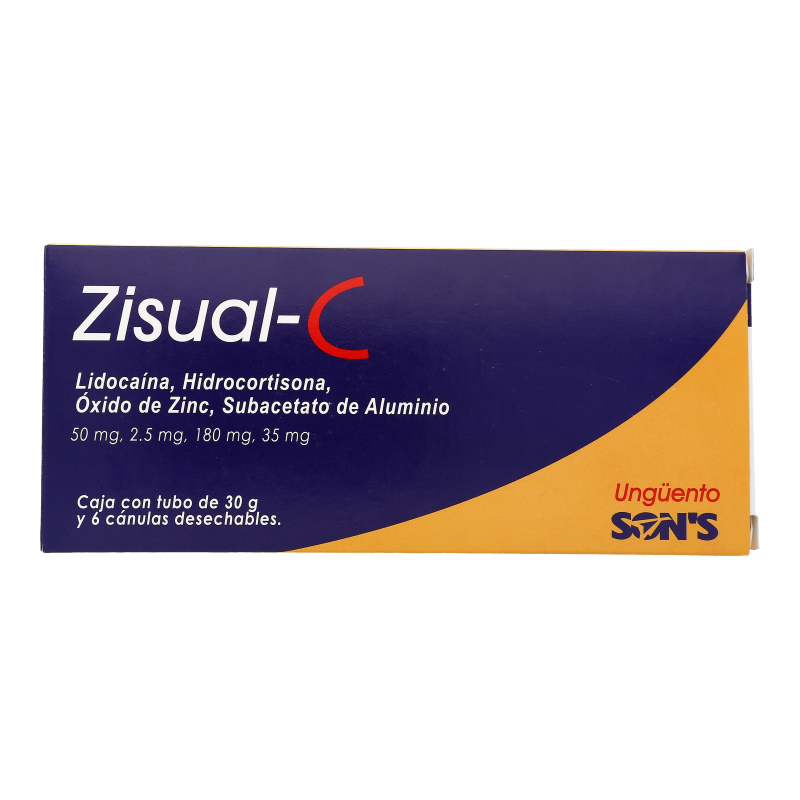 Zisual-C
Lidocaína, Hidrocortisona,
Óxido de Zinc, Subacetato de Aluminio
50 mg, 2.5 mg, 180 mg, 35 mg
Caja con tubo de 30 g
y 6 cánulas desechables.
Ungüento
SON'S